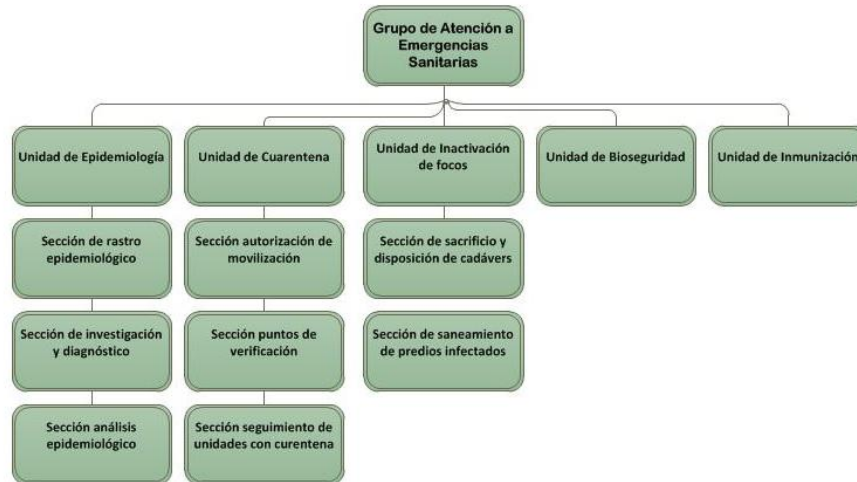 Grupo de Atención a
Emergencias
Sanitarias
Unidad de Epidemiología
Unidad de Cuarentena
Unidad de Inactivación
de focos
Unidad de Bioseguridad
Unidad de Inmunización
Sección de rastro
epidemiológico
Sección autorización de
movilización
Sección de sacrificio y
disposición de cadávers
Sección de investigación
y diagnóstico
Sección puntos de
verificación
Sección de saneamiento
de predios infectados
Sección análisis
epidemiológico
Sección seguimiento de
unidades con curentena